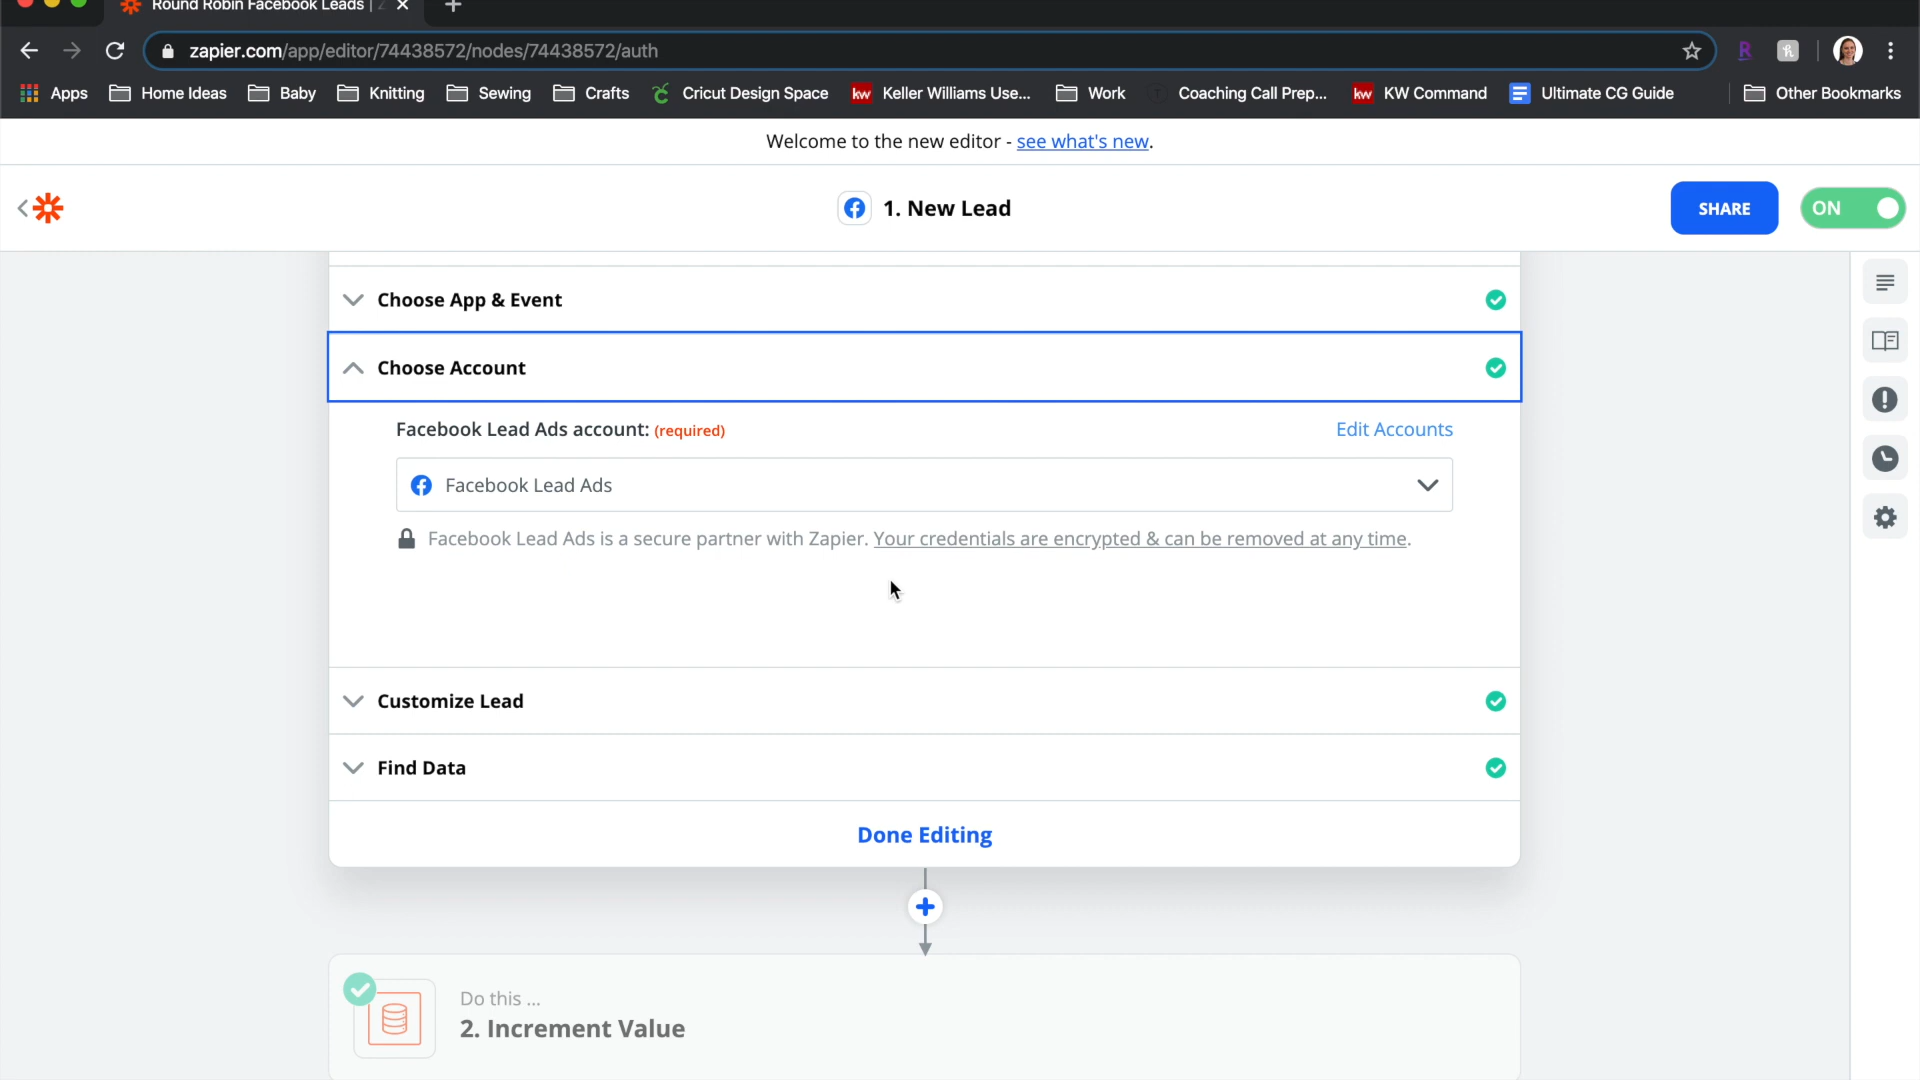 Round Robin Facebook Leads |
zapier.com/app/editor/74438572/nodes/74438572/auth
Apps Home Ideas Baby Knitting Sewing Crafts Cricut Design Space kw Keller Williams Use... Work Coaching Call Prep... kw KW Command Ultimate CG Guide Other Bookmarks
Welcome to the new editor - see what's new.
1. New Lead
SHARE
ON
Choose App & Event
Choose Account
Facebook Lead Ads account: (required)
Edit Accounts
Facebook Lead Ads
Facebook Lead Ads is a secure partner with Zapier. Your credentials are encrypted & can be removed at any time.
Customize Lead
Find Data
Done Editing
Do this ...
2. Increment Value